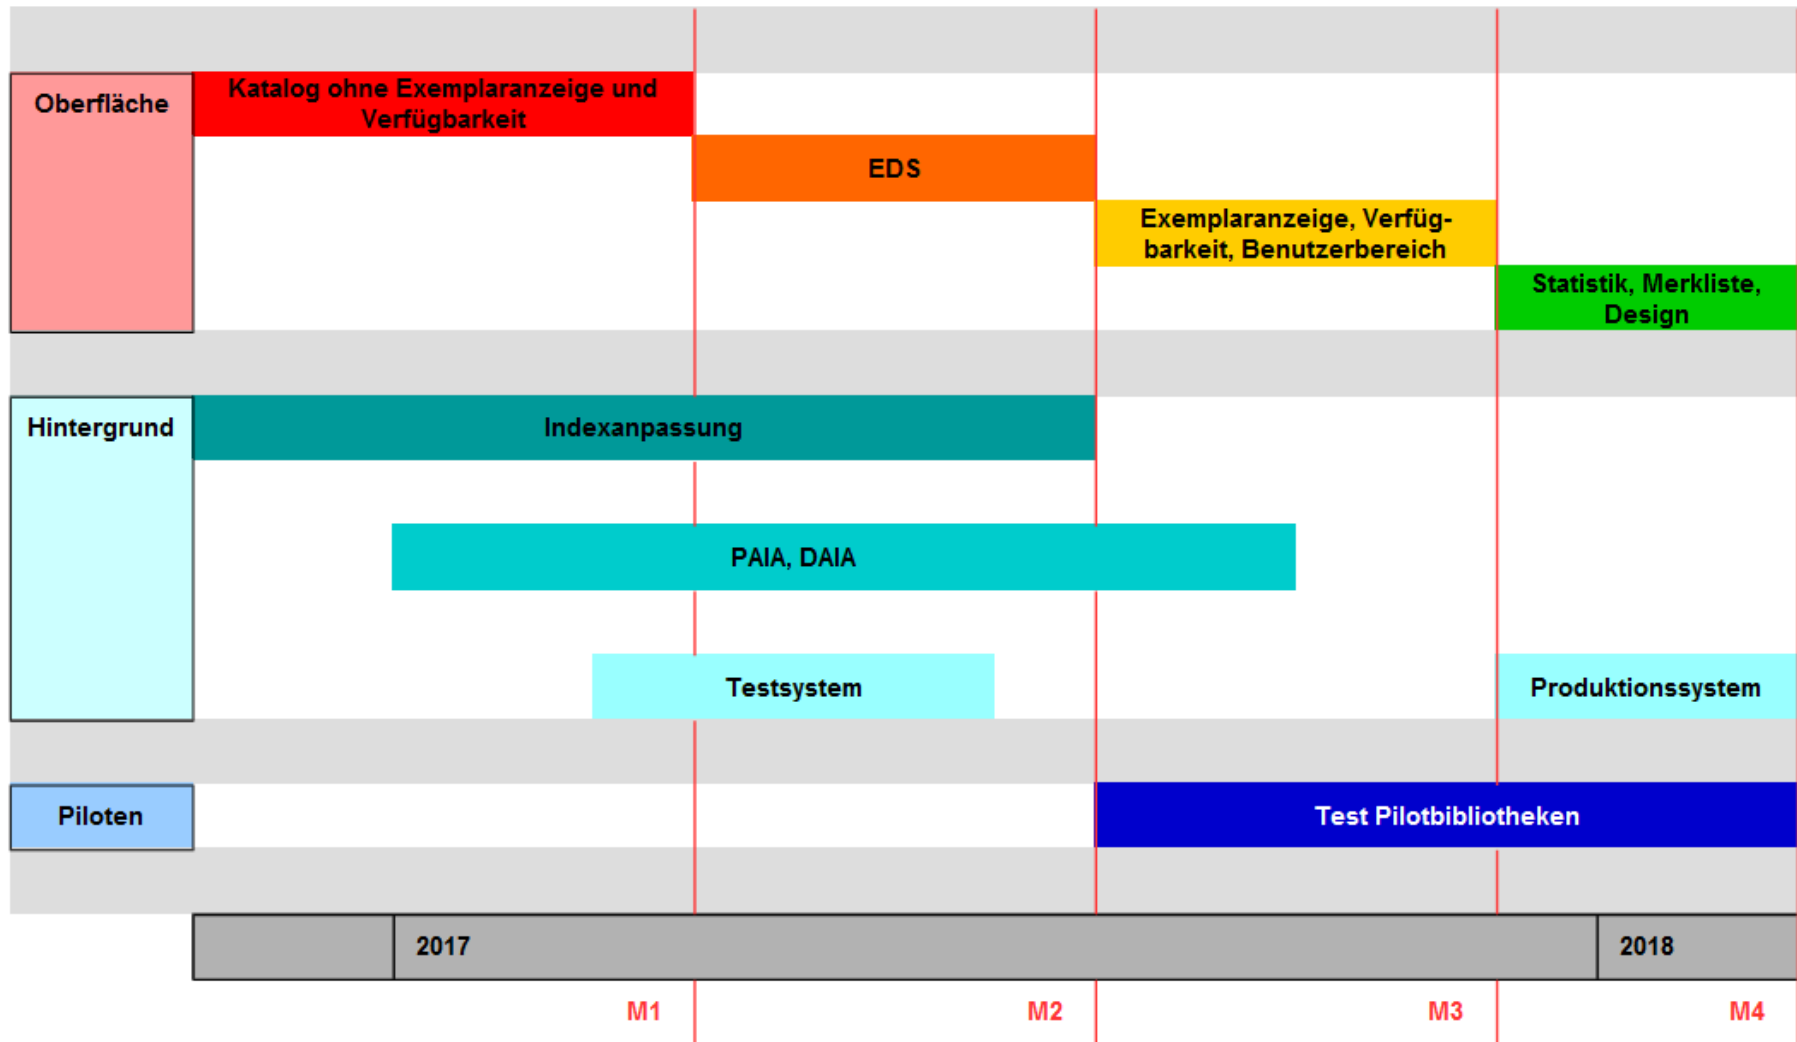 Oberfläche
Katalog ohne Exemplaranzeige und
Verfügbarkeit
EDS
Exemplaranzeige, Verfüg-
barkeit, Benutzerbereich
Statistik, Merkliste,
Design
Hintergrund
Indexanpassung
PAIA, DAIA
Testsystem
Produktionssystem
Piloten
Test Pilotbibliotheken
2017
2018
M1
M2
M3
M4